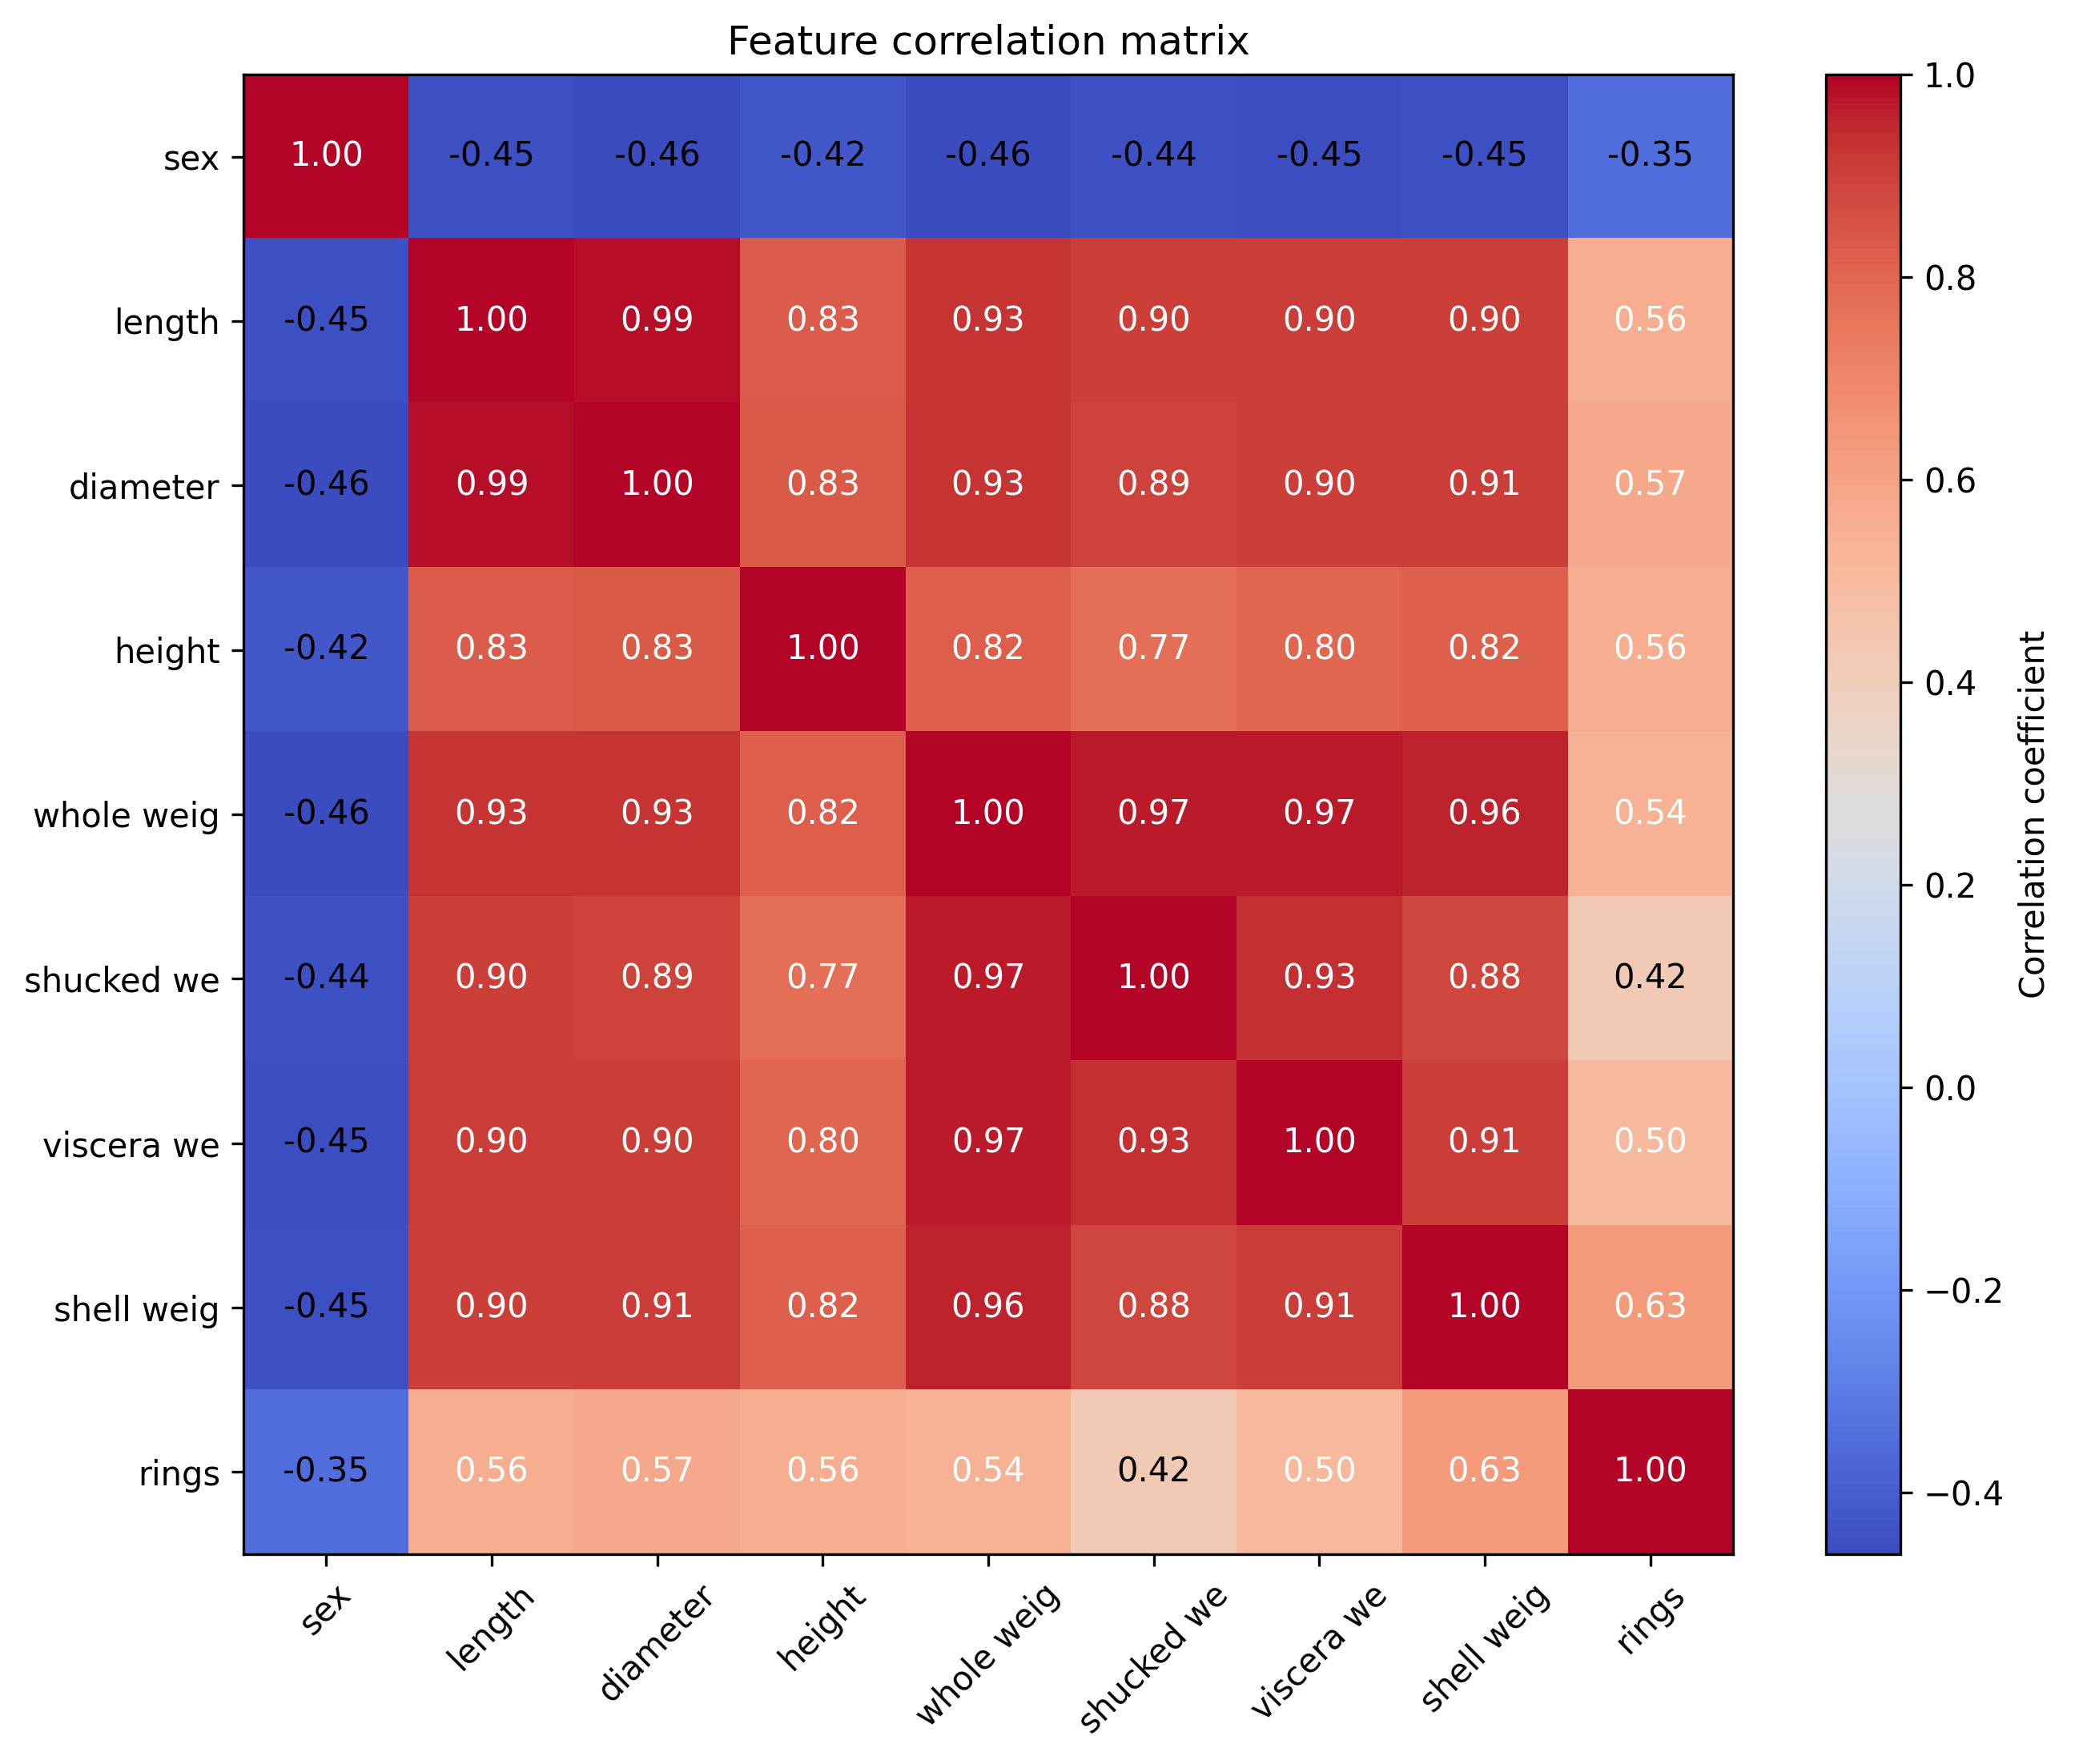 Feature correlation matrix
sex 1.00 -0.45 -0.46 -0.42 -0.46 -0.44 -0.45 -0.45 -0.35
length -0.45 1.00 0.99 0.83 0.93 0.90 0.90 0.90 0.56
diameter -0.46 0.99 1.00 0.83 0.93 0.89 0.90 0.91 0.57
height -0.42 0.83 0.83 1.00 0.82 0.77 0.80 0.82 0.56
whole weig -0.46 0.93 0.93 0.82 1.00 0.97 0.97 0.96 0.54
shucked we -0.44 0.90 0.89 0.77 0.97 1.00 0.93 0.88 0.42
viscera we -0.45 0.90 0.90 0.80 0.97 0.93 1.00 0.91 0.50
shell weig -0.45 0.90 0.91 0.82 0.96 0.88 0.91 1.00 0.63
rings -0.35 0.56 0.57 0.56 0.54 0.42 0.50 0.63 1.00
sex length diameter height whole weig shucked we viscera we shell weig rings
1.0
0.8
0.6
0.4
0.2
0.0
−0.2
−0.4
Correlation coefficient